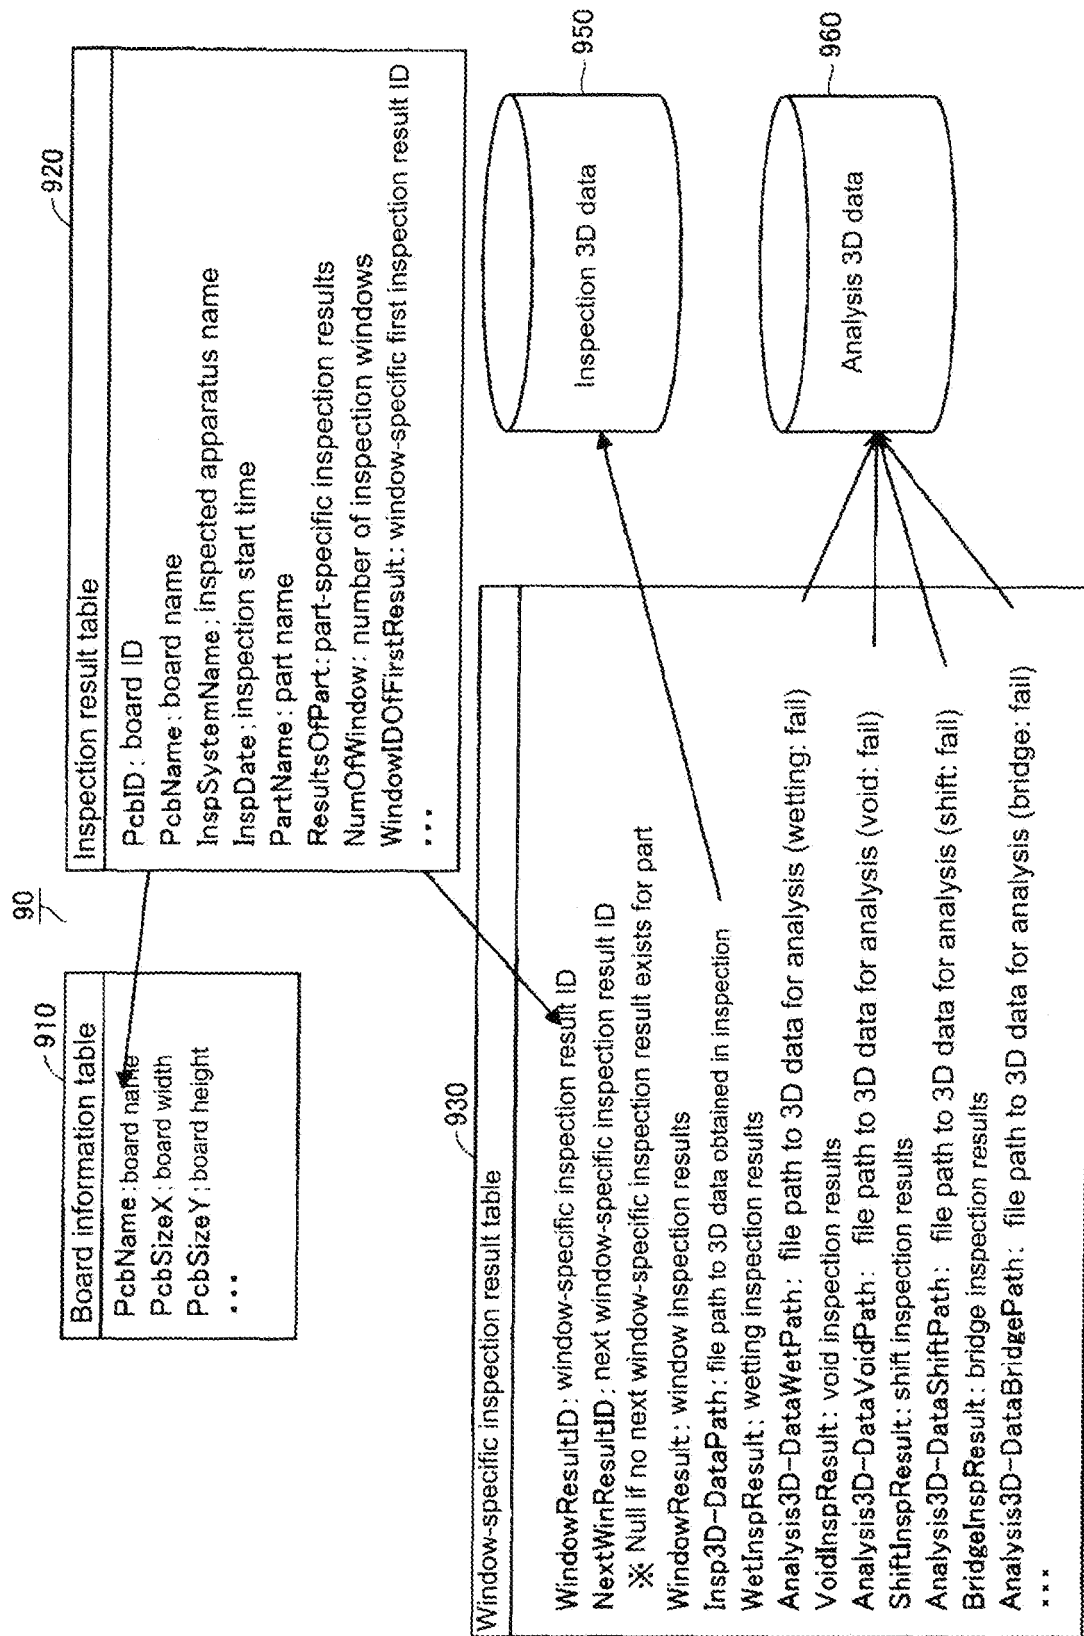 90
910
Board information table
PcbName : board name
PcbSizeX : board width
PcbSizeY : board height
...
920
Inspection result table
PcbID : board ID
PcbName : board name
InspSystemName : inspected apparatus name
InspDate : inspection start time
PartName : part name
ResultsOfPart : part-specific inspection results
NumOfWindow : number of inspection windows
WindowIDOfFirstResult : window-specific first inspection result ID
...
930
Window-specific inspection result table
WindowResultID : window-specific inspection result ID
NextWinResultID : next window-specific inspection result ID
※ Null if no next window-specific inspection result exists for part
WindowResult : window inspection results
Insp3D-DataPath : file path to 3D data obtained in inspection
WetInspResult : wetting inspection results
Analysis3D-DataWetPath : file path to 3D data for analysis (wetting: fail)
VoidInspResult : void inspection results
Analysis3D-DataVoidPath : file path to 3D data for analysis (void: fail)
ShiftInspResult : shift inspection results
Analysis3D-DataShiftPath : file path to 3D data for analysis (shift: fail)
BridgeInspResult : bridge inspection results
Analysis3D-DataBridgePath : file path to 3D data for analysis (bridge: fail)
...
950
Inspection 3D data
960
Analysis 3D data